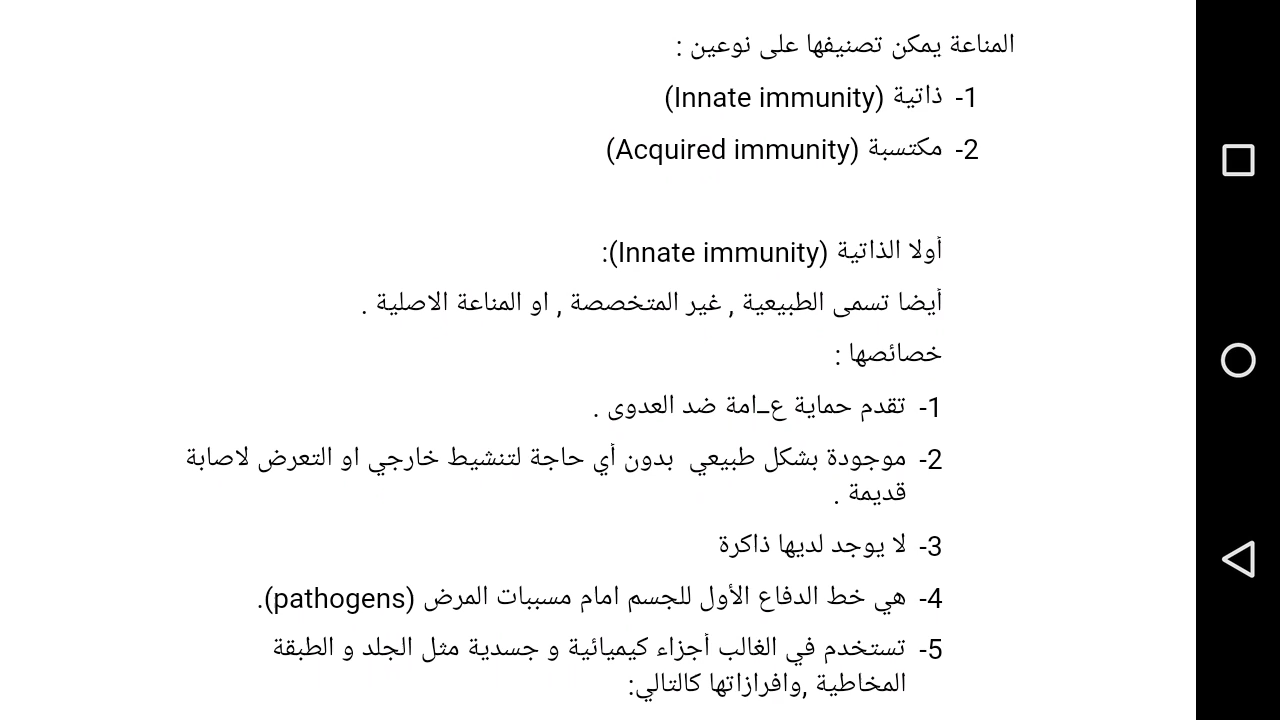 المناعة يمكن تصنيفها على نوعين :
1- ذاتية (Innate immunity)
2- مكتسبة (Acquired immunity)
أولا الذاتية (Innate immunity):
أيضا تسمى الطبيعية , غير المتخصصة , او المناعة الاصلية .
خصائصها :
1- تقدم حماية عـامة ضد العدوى .
2- موجودة بشكل طبيعي بدون أي حاجة لتنشيط خارجي او التعرض لاصابة
قديمة .
3- لا يوجد لديها ذاكرة
4- هي خط الدفاع الأول للجسم امام مسببات المرض (pathogens).
5- تستخدم في الغالب أجزاء كيميائية و جسدية مثل الجلد و الطبقة
المخاطية ,وافرازاتها كالتالي: